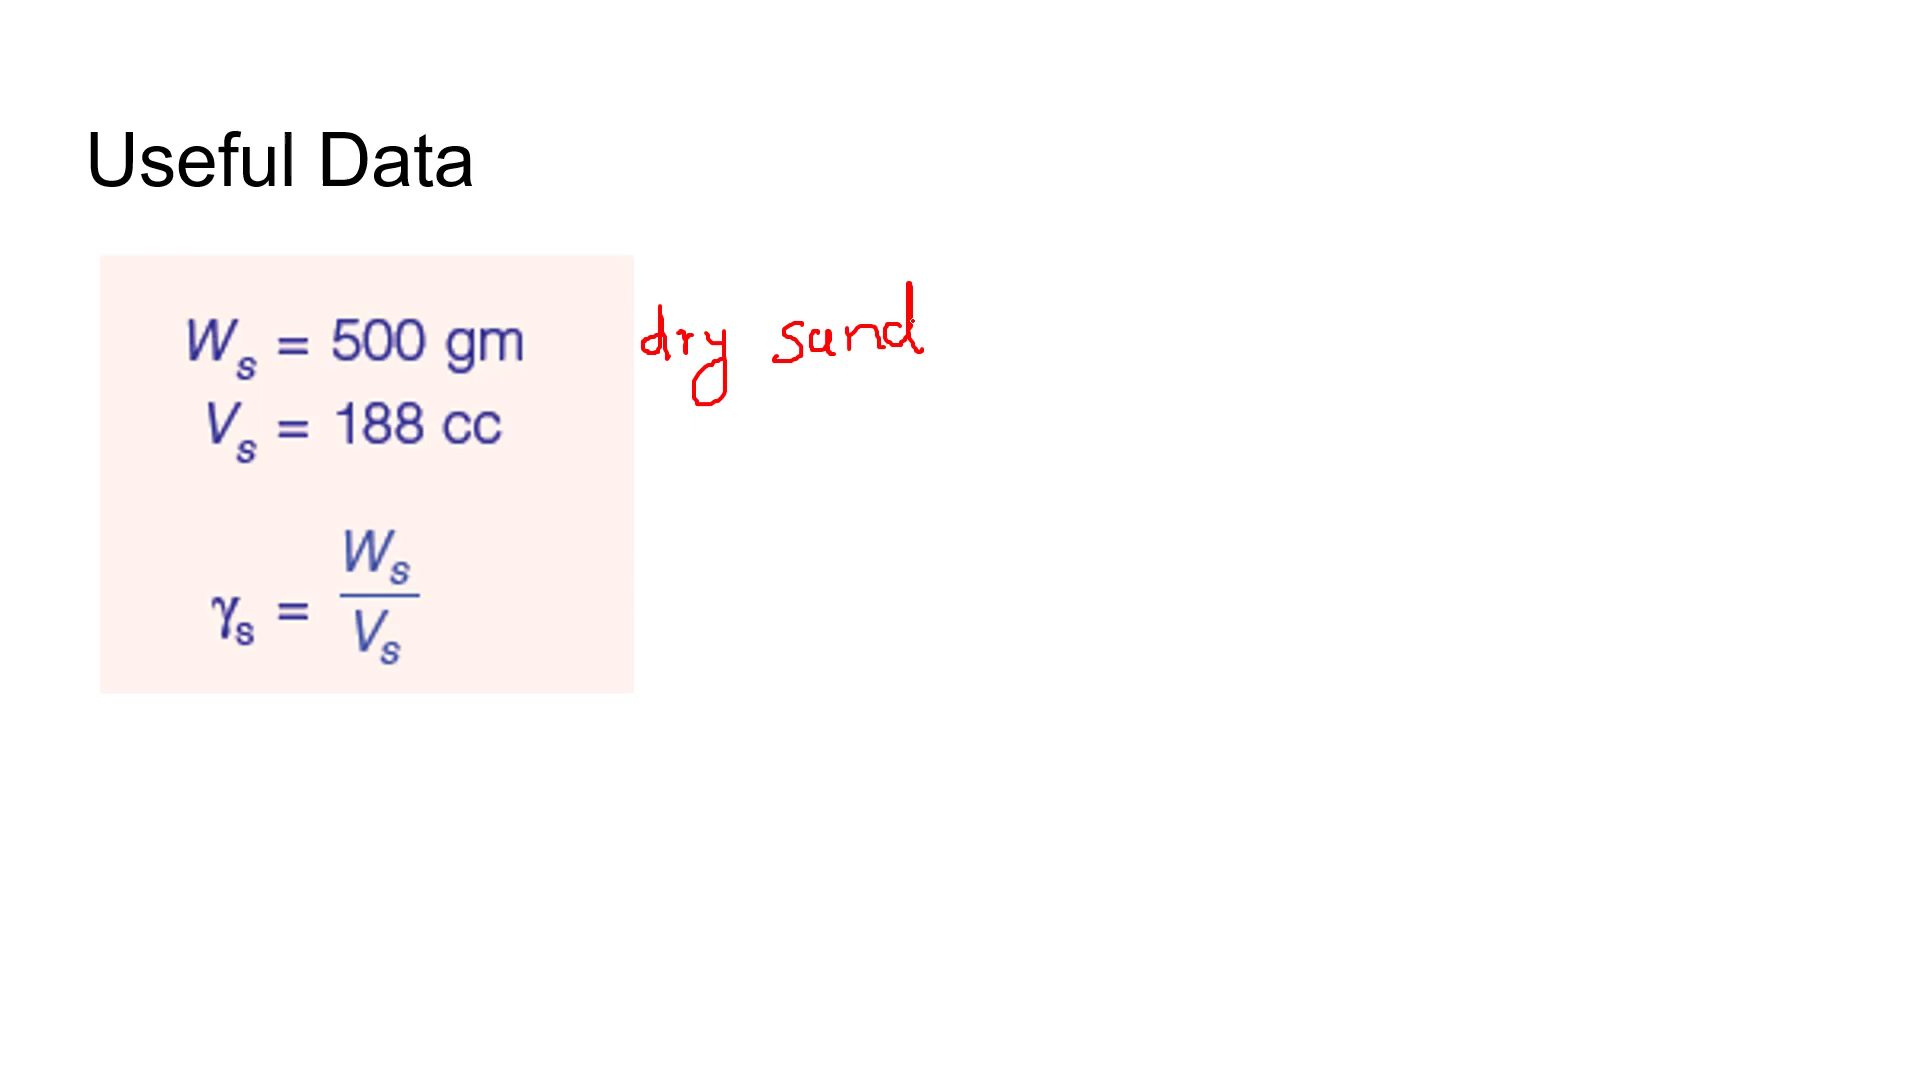 Useful Data
Wₛ = 500 gm dry sand
Vₛ = 188 cc
γₛ = Wₛ / Vₛ